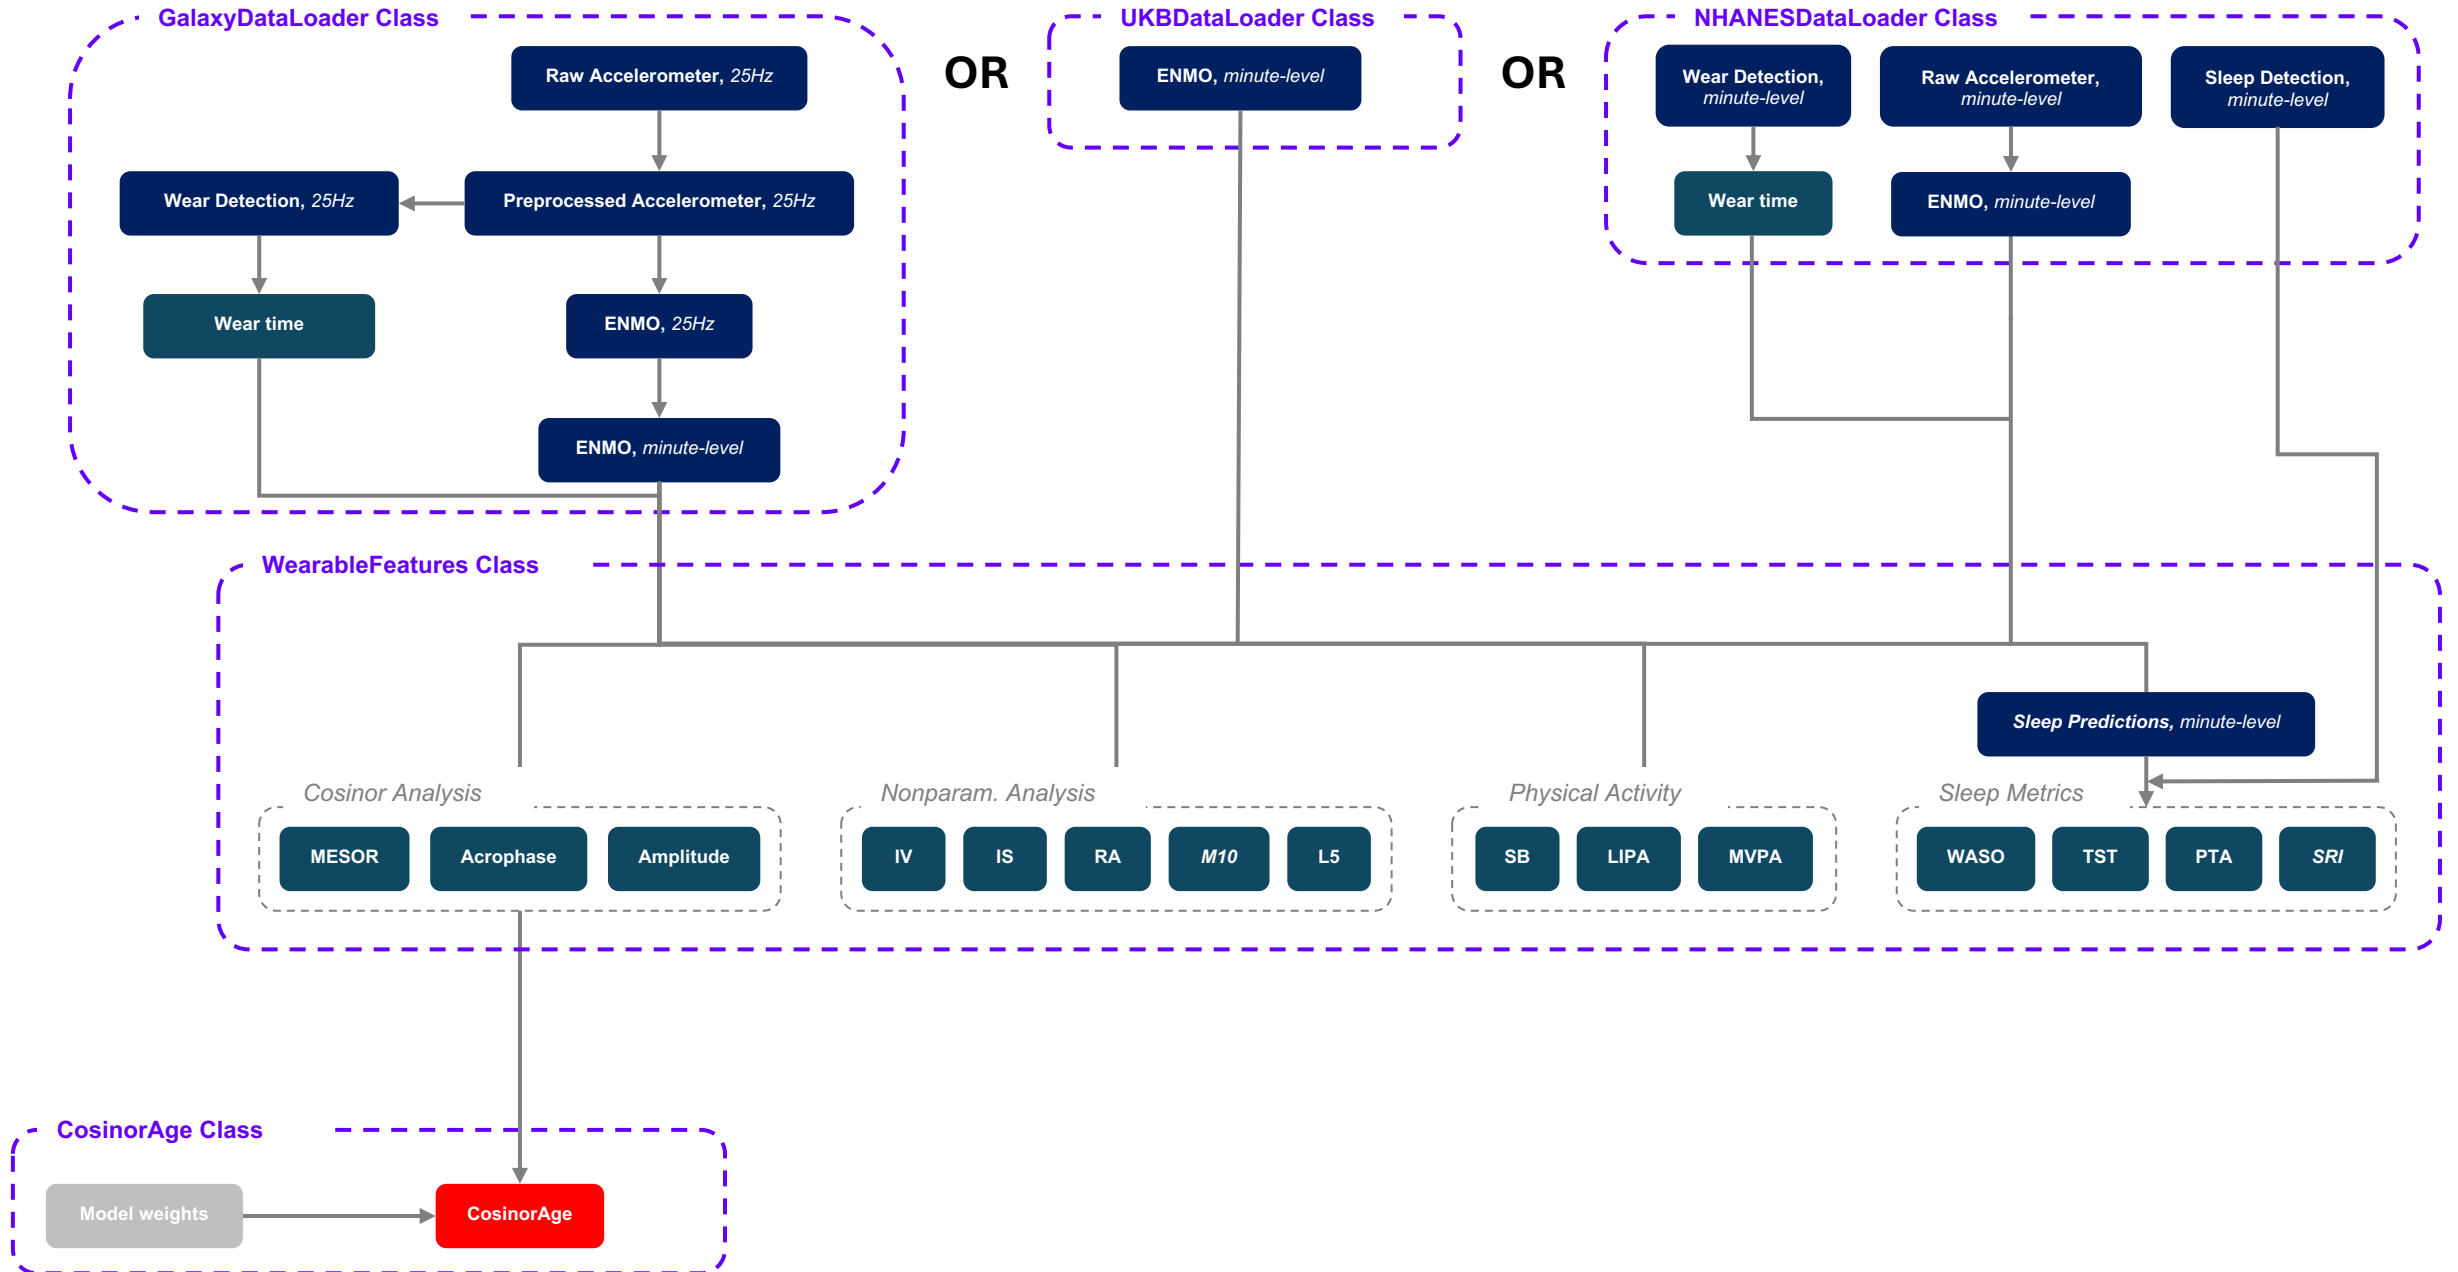 GalaxyDataLoader Class
Raw Accelerometer, 25Hz
Wear Detection, 25Hz
Preprocessed Accelerometer, 25Hz
Wear time
ENMO, 25Hz
ENMO, minute-level
OR
UKBDataLoader Class
ENMO, minute-level
OR
NHANESDataLoader Class
Wear Detection,
minute-level
Raw Accelerometer,
minute-level
Sleep Detection,
minute-level
Wear time
ENMO, minute-level
WearableFeatures Class
Sleep Predictions, minute-level
Cosinor Analysis
MESOR
Acrophase
Amplitude
Nonparam. Analysis
IV
IS
RA
M10
L5
Physical Activity
SB
LIPA
MVPA
Sleep Metrics
WASO
TST
PTA
SRI
CosinorAge Class
Model weights
CosinorAge